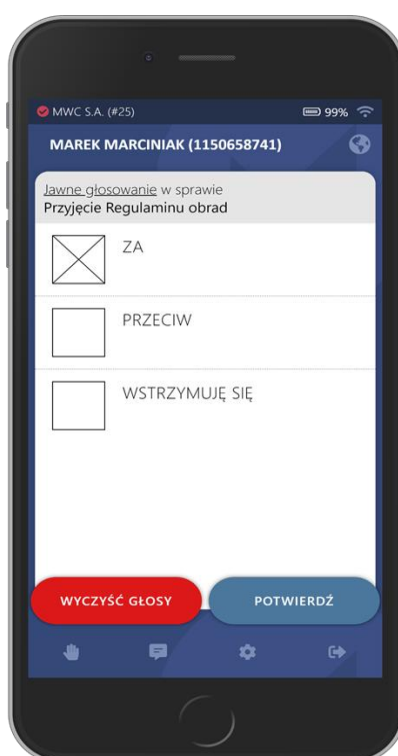 MWC S.A. (#25)
99%
MAREK MARCINIAK (1150658741)
Jawne głosowanie w sprawie
Przyjęcie Regulaminu obrad
ZA
PRZECIW
WSTRZYMUJĘ SIĘ
WYCZYŚĆ GŁOSY
POTWIERDŹ